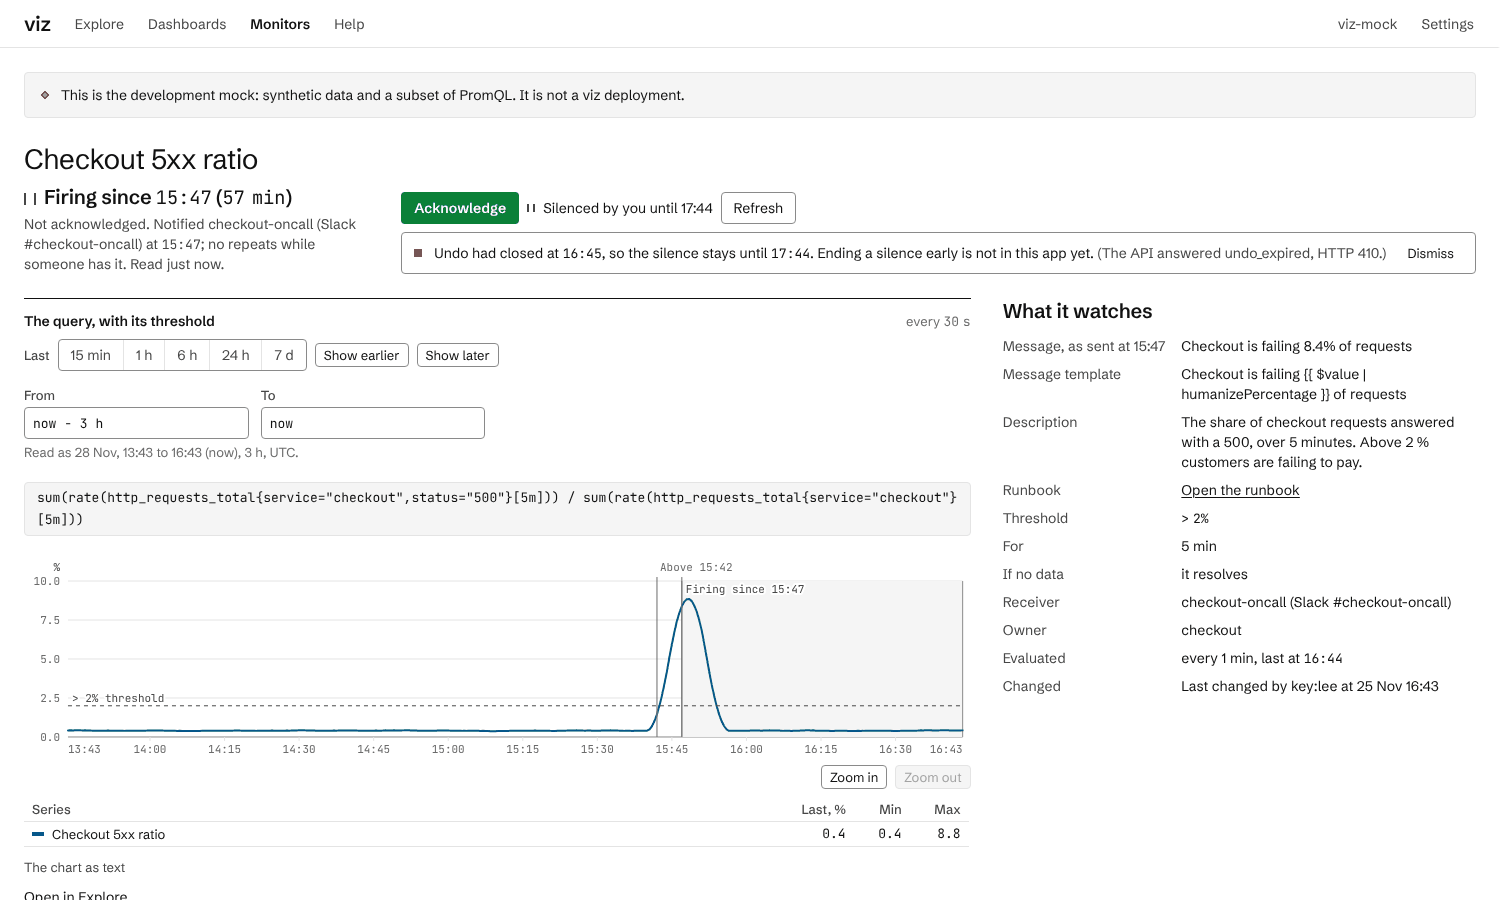 viz Explore Dashboards Monitors Help viz-mock Settings
This is the development mock: synthetic data and a subset of PromQL. It is not a viz deployment.
Checkout 5xx ratio
Firing since 15:47 (57 min)
Not acknowledged. Notified checkout-oncall (Slack
#checkout-oncall) at 15:47; no repeats while
someone has it. Read just now.
Acknowledge Silenced by you until 17:44 Refresh
Undo had closed at 16:45, so the silence stays until 17:44. Ending a silence early is not in this app yet. (The API answered undo_expired, HTTP 410.) Dismiss
The query, with its threshold every 30 s
Last 15 min 1 h 6 h 24 h 7 d Show earlier Show later
From To
now - 3 h now
Read as 28 Nov, 13:43 to 16:43 (now), 3 h, UTC.
sum(rate(http_requests_total{service="checkout",status="500"}[5m])) / sum(rate(http_requests_total{service="checkout"}
[5m]))
% Above 15:42
10.0 Firing since 15:47
7.5
5.0
2.5 > 2% threshold
0.0
13:43 14:00 14:15 14:30 14:45 15:00 15:15 15:30 15:45 16:00 16:15 16:30 16:43
Zoom in Zoom out
Series Last, % Min Max
Checkout 5xx ratio 0.4 0.4 8.8
The chart as text
Open in Explore
What it watches
Message, as sent at 15:47 Checkout is failing 8.4% of requests
Message template Checkout is failing {{ $value |
humanizePercentage }} of requests
Description The share of checkout requests answered
with a 500, over 5 minutes. Above 2 %
customers are failing to pay.
Runbook Open the runbook
Threshold > 2%
For 5 min
If no data it resolves
Receiver checkout-oncall (Slack #checkout-oncall)
Owner checkout
Evaluated every 1 min, last at 16:44
Changed Last changed by key:lee at 25 Nov 16:43